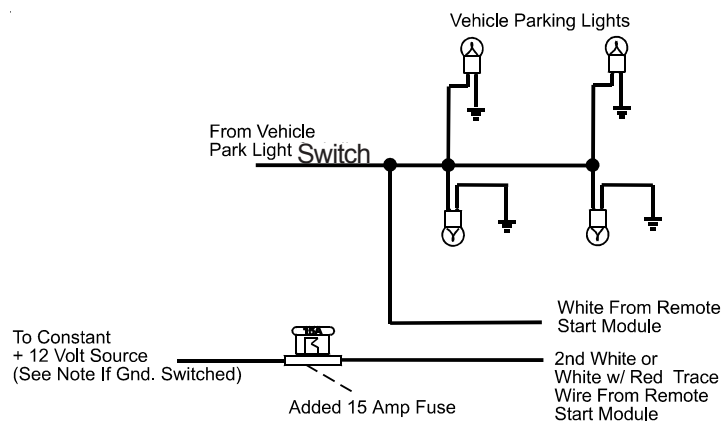 Vehicle Parking Lights
From Vehicle
Park Light Switch
White From Remote
Start Module
15A
To Constant
+ 12 Volt Source
(See Note If Gnd. Switched)
2nd White or
White w/ Red Trace
Wire From Remote
Start Module
Added 15 Amp Fuse